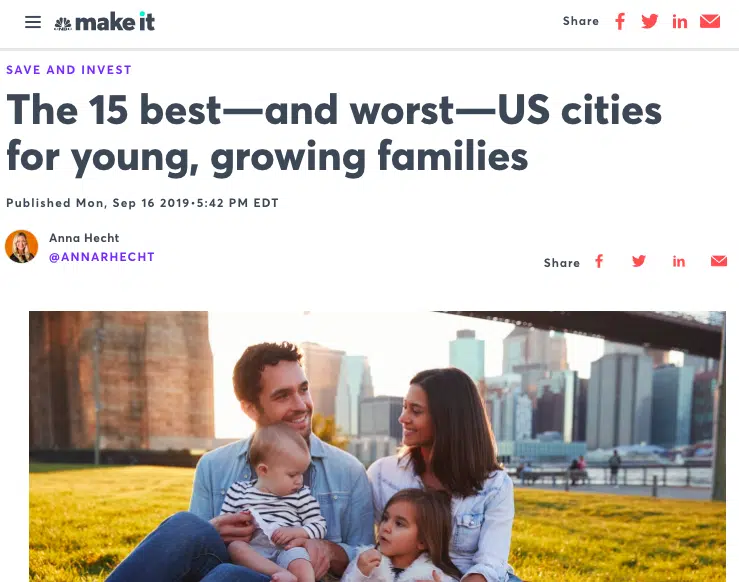 make it
Share
SAVE AND INVEST
The 15 best—and worst—US cities
for young, growing families
Published Mon, Sep 16 2019•5:42 PM EDT
Anna Hecht
@ANNARHECHT
Share